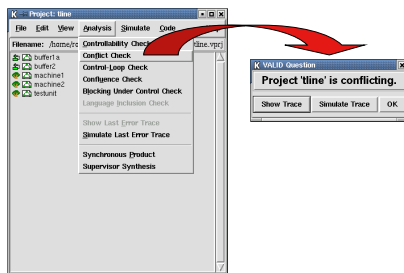 Project: tline
File Edit View Analysis Simulate Code
Filename: /home/ro
tline.vprj
Controllability Check
Conflict Check
Control-Loop Check
Confluence Check
Blocking Under Control Check
Language Inclusion Check
Show Last Error Trace
Simulate Last Error Trace
Synchronous Product
Supervisor Synthesis
buffer1 a
buffer2
machine1
machine2
testunit
VALID Question
Project 'tline' is conflicting.
Show Trace Simulate Trace OK